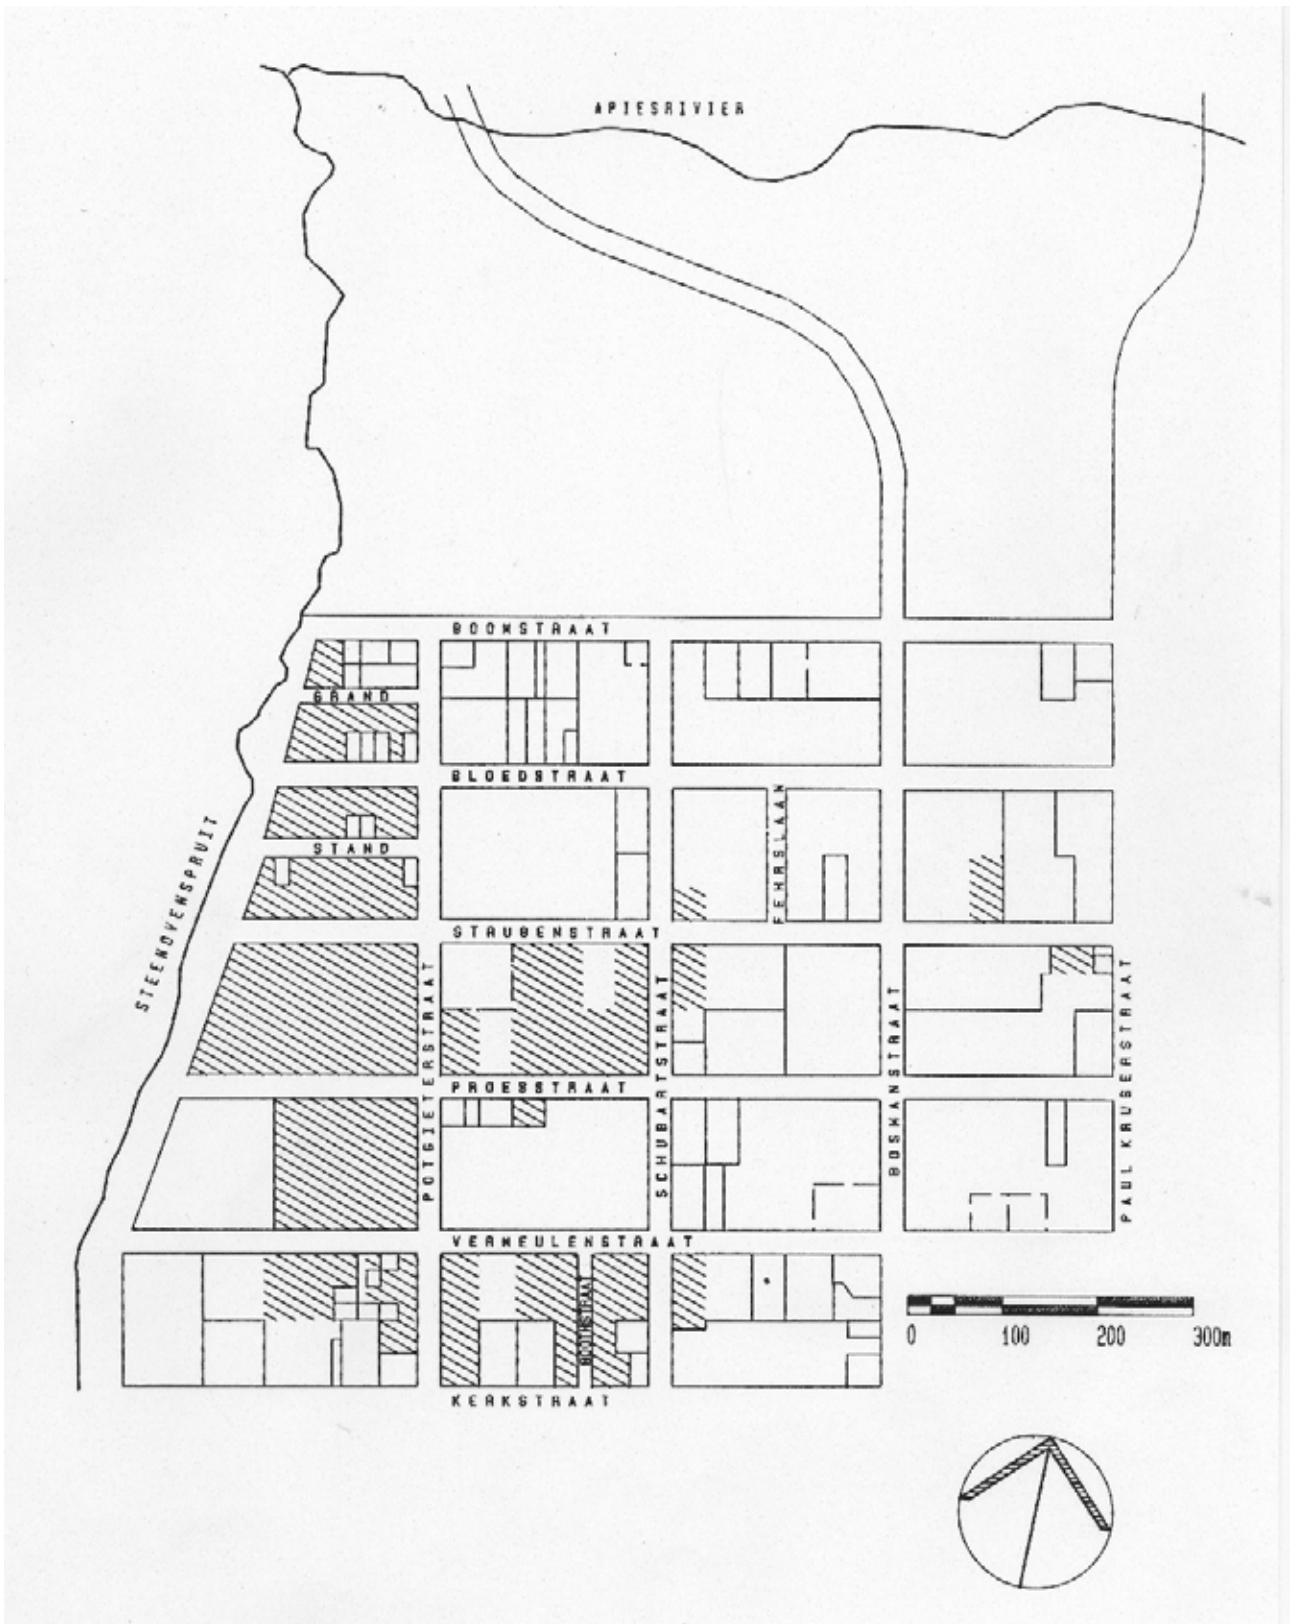 APIESRIVIER
BOOMSTRAAT
GRAND
BLOEDSTRAAT
STAND
FEHRSLAAN
STEENOVENSPRUIT
STRUBENSTRAAT
POTGIETERSTRAAT
SCHUBARTSTRAAT
BOSMANSTRAAT
PAUL KRUGERSTRAAT
PROESSTRAAT
VERMEULENSTRAAT
BOOTHSTRAAT
0 100 200 300m
KERKSTRAAT